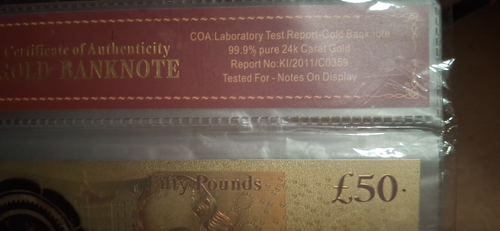 Certificate of Authenticity
GOLD BANKNOTE
COA:Laboratory Test Report-Gold Banknote
99.9% pure 24k Carat Gold
Report No:KI/2011/C0359
Tested For - Notes On Display
Fifty Pounds
£50